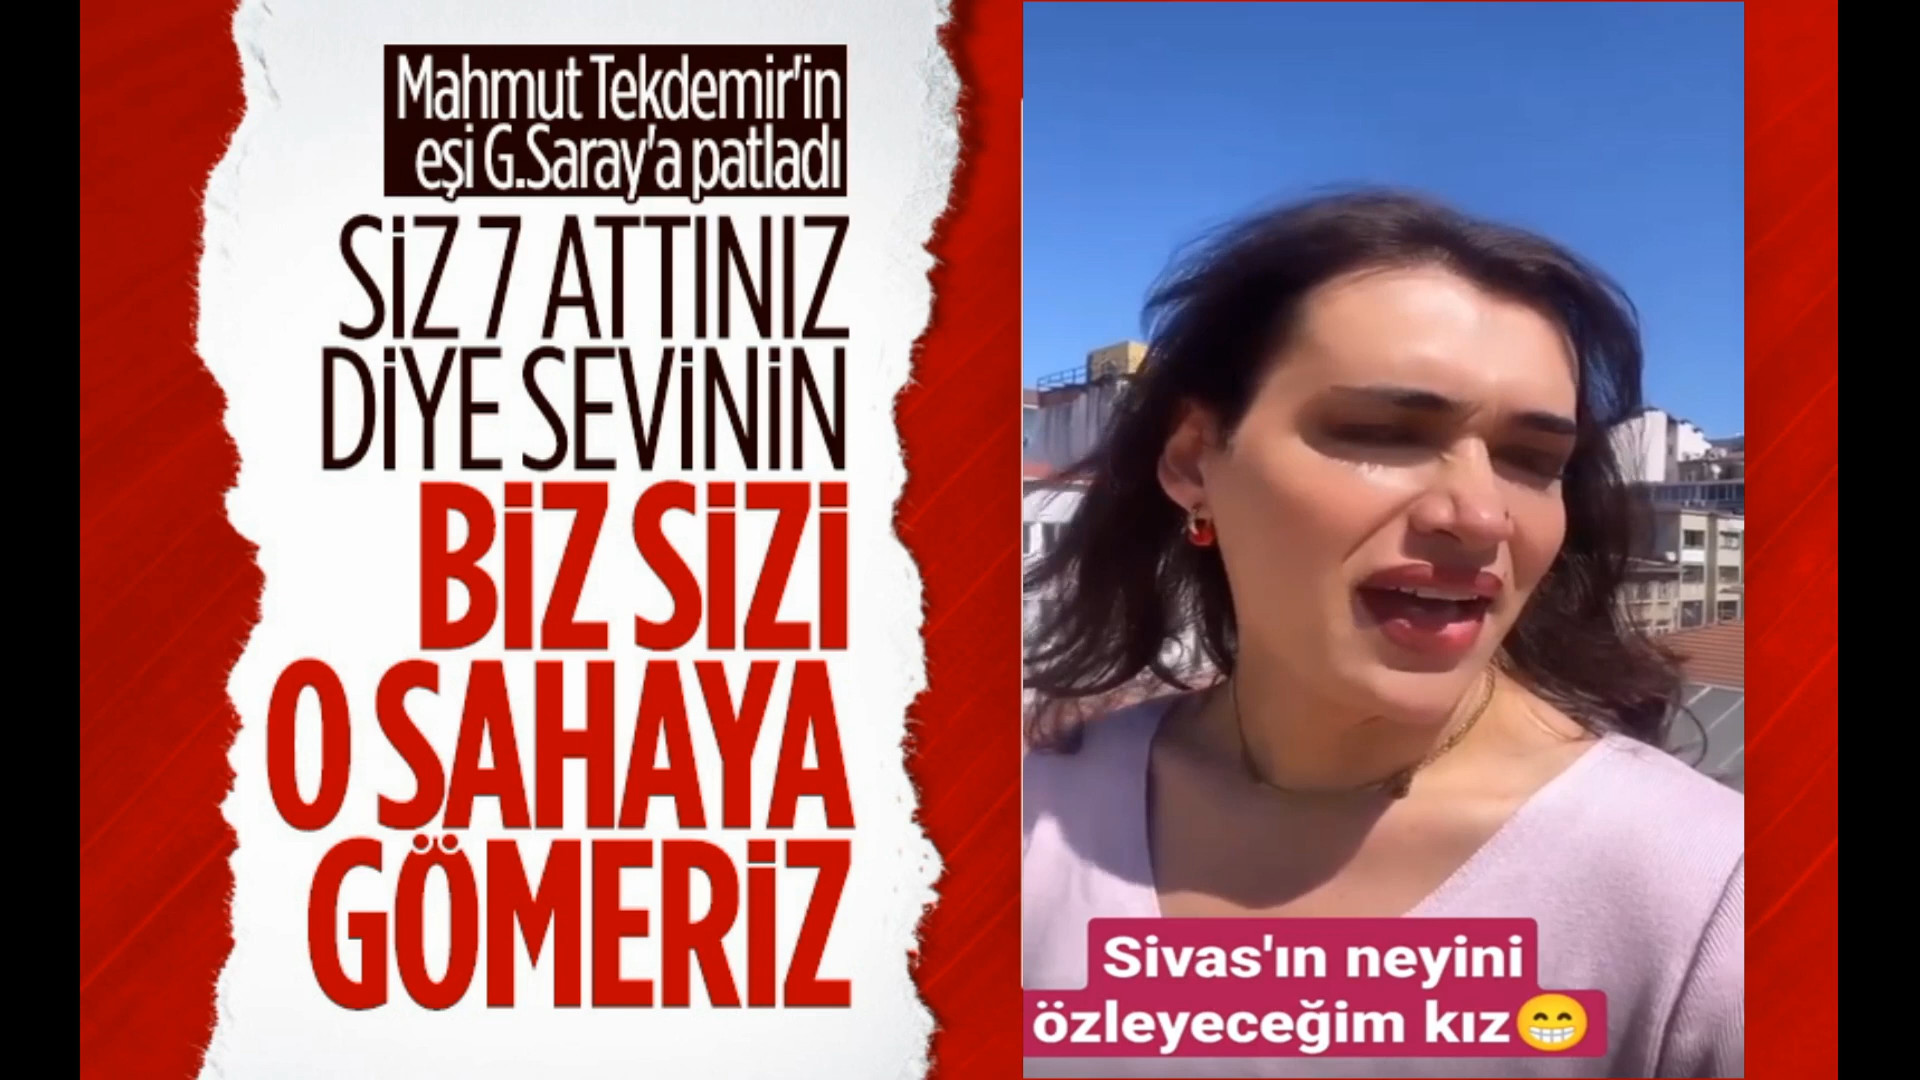 Mahmut Tekdemir'in
eşi G.Saray'a patladı
SİZ 7 ATTINIZ
DİYE SEVİNİN
BİZ SİZİ
O SAHAYA
GÖMERİZ
Sivas'ın neyini
özleyeceğim kız😁